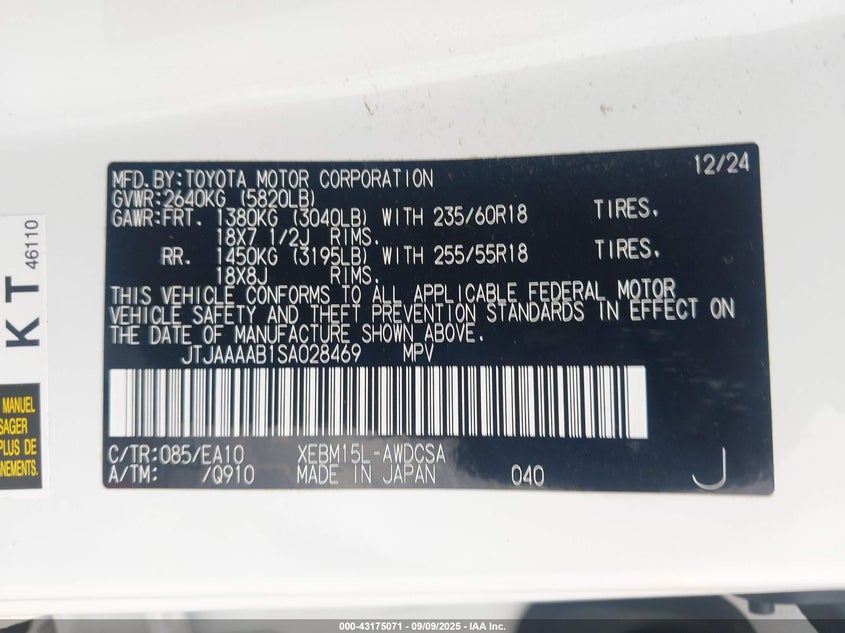 MFD.BY:TOYOTA MOTOR CORPORATION 12/24
GVWR:2640KG (5820LB)
GAWR:FRT. 1380KG (3040LB) WITH 235/60R18 TIRES.
18X7 1/2J RIMS.
RR. 1450KG (3195LB) WITH 255/55R18 TIRES.
18X8J RIMS.
THIS VEHICLE CONFORMS TO ALL APPLICABLE FEDERAL MOTOR
VEHICLE SAFETY AND THEFT PREVENTION STANDARDS IN EFFECT ON
THE DATE OF MANUFACTURE SHOWN ABOVE.
JTJAAAAB1SA028469 MPV
C/TR:085/EA10 XEBM15L-AWDCSA
A/TM: /Q910 MADE IN JAPAN 040 J
KT 46110
MANUEL
SAGER
PLUS DE
GNEMENTS.
000-43175071 | 09/09/2025 - IAA Inc.